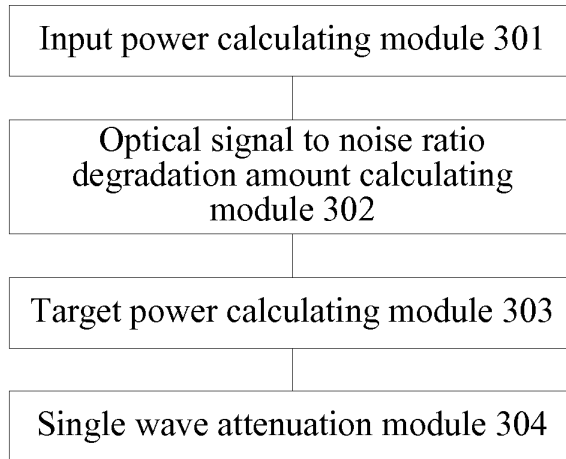 Input power calculating module 301
Optical signal to noise ratio
degradation amount calculating
module 302
Target power calculating module 303
Single wave attenuation module 304